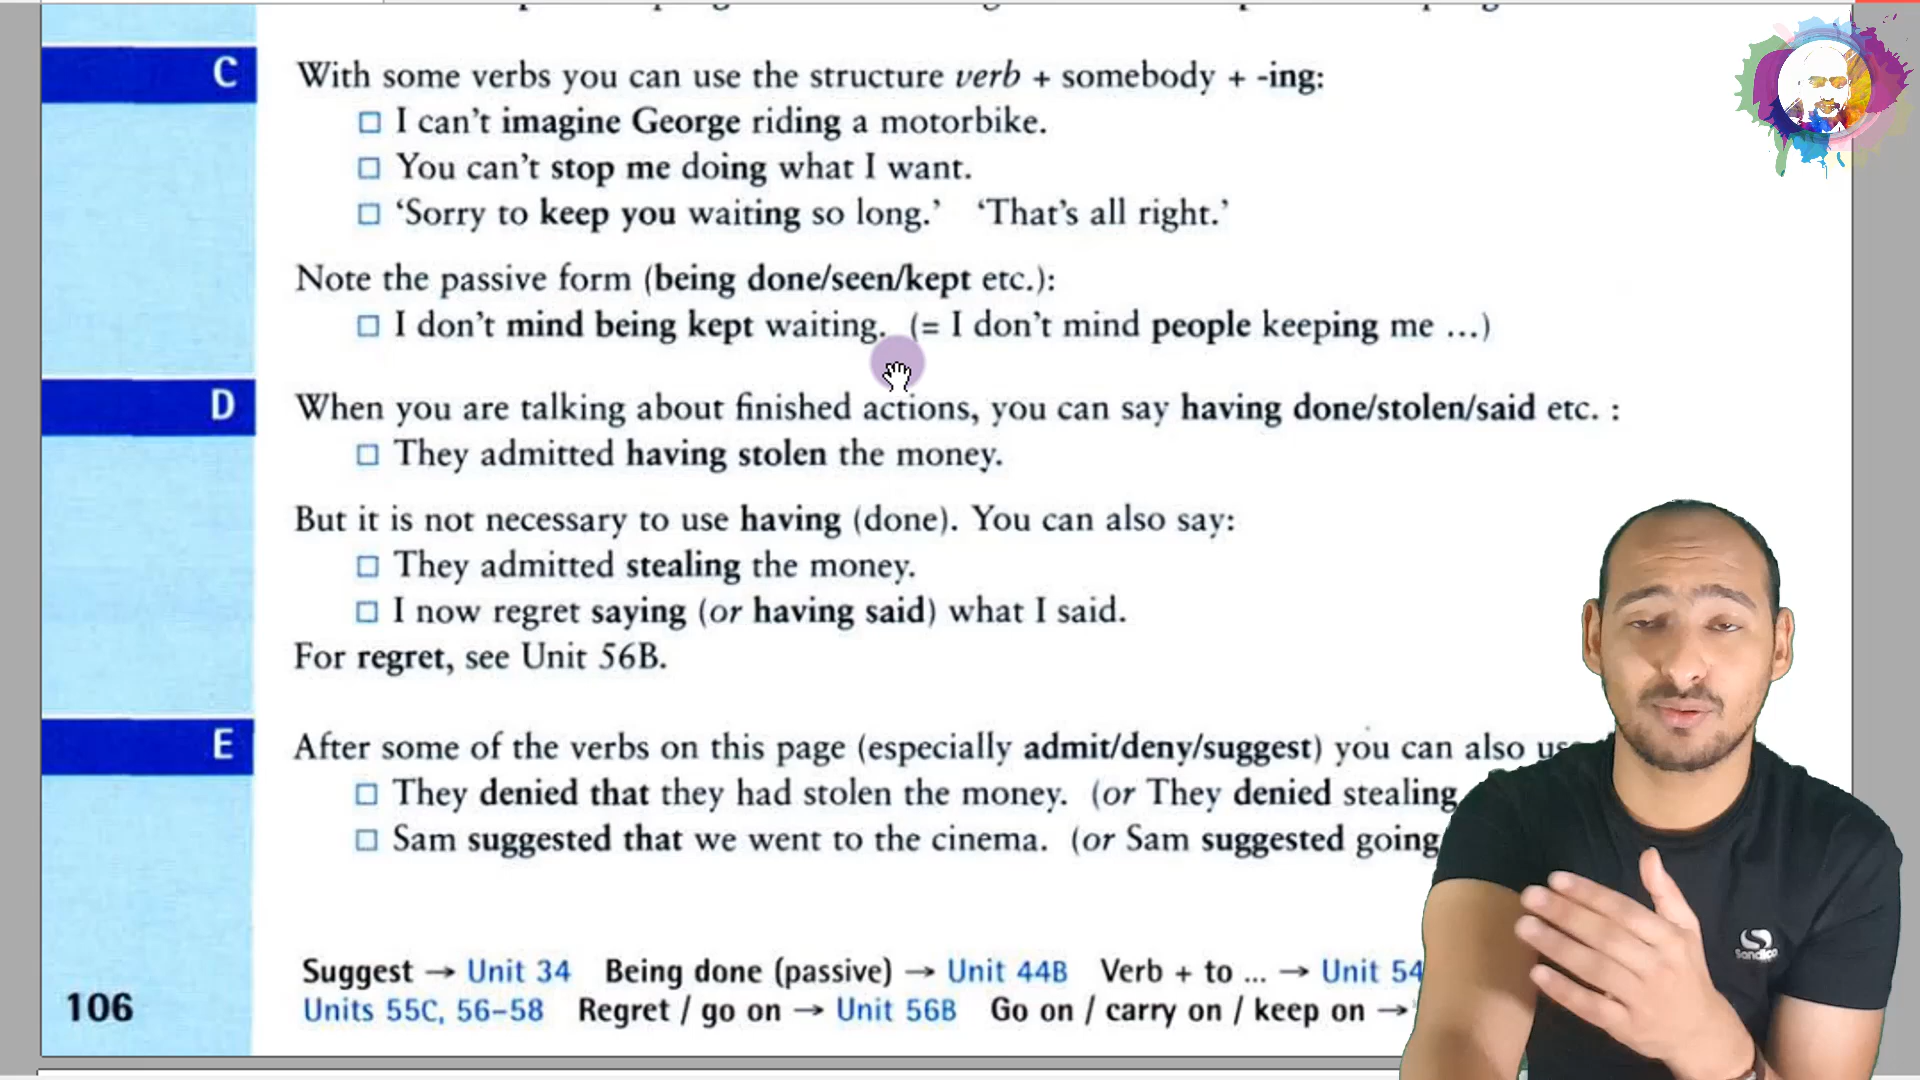 C
With some verbs you can use the structure verb + somebody + -ing:
□ I can't imagine George riding a motorbike.
□ You can't stop me doing what I want.
□ 'Sorry to keep you waiting so long.' 'That's all right.'
Note the passive form (being done/seen/kept etc.):
□ I don't mind being kept waiting. (= I don't mind people keeping me ...)
D
When you are talking about finished actions, you can say having done/stolen/said etc. :
□ They admitted having stolen the money.
But it is not necessary to use having (done). You can also say:
□ They admitted stealing the money.
□ I now regret saying (or having said) what I said.
For regret, see Unit 56B.
E
After some of the verbs on this page (especially admit/deny/suggest) you can also
□ They denied that they had stolen the money. (or They denied stealing
□ Sam suggested that we went to the cinema. (or Sam suggested going
Suggest → Unit 34 Being done (passive) → Unit 44B Verb + to ... → Unit 54
Units 55C, 56–58 Regret / go on → Unit 56B Go on / carry on / keep on →
106
Sandica